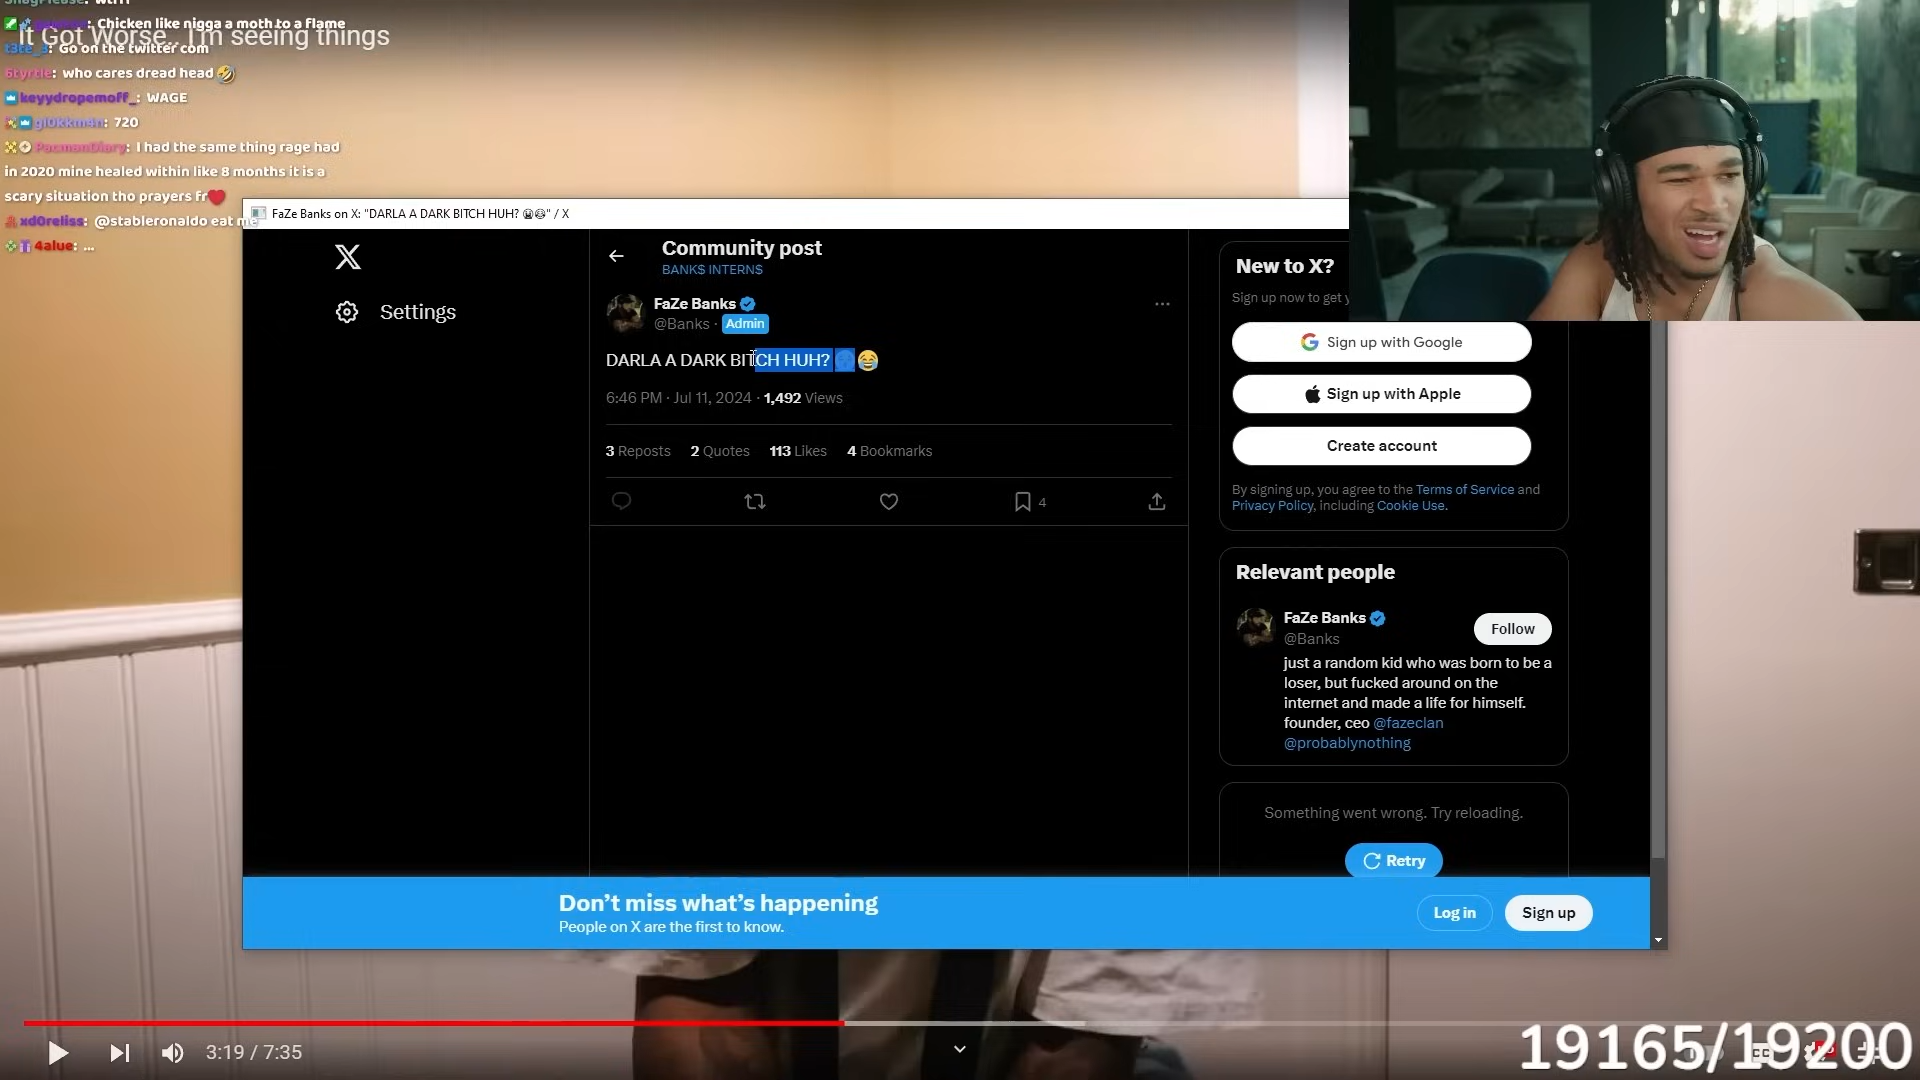 It Got Worse.. I'm seeing things
Chicken like nigga a moth to a flame
Go on the twitter com
6tyrtle: who cares dread head 🤣
keyydropemoff_: WAGE
720
PacmanDiary: I had the same thing rage had
in 2020 mine healed within like 8 months it is a
scary situation tho prayers fr❤️
xd0reliss: @stableronaldo eat me
4alue: ...
FaZe Banks on X: "DARLA A DARK BITCH HUH? 😭😂" / X
Settings
Community post
BANK$ INTERN$
FaZe Banks
@Banks · Admin
DARLA A DARK BITCH HUH? 😭😂
6:46 PM · Jul 11, 2024 · 1,492 Views
3 Reposts 2 Quotes 113 Likes 4 Bookmarks
4
New to X?
Sign up now to get y
Sign up with Google
Sign up with Apple
Create account
By signing up, you agree to the Terms of Service and
Privacy Policy, including Cookie Use.
Relevant people
FaZe Banks
@Banks
Follow
just a random kid who was born to be a
loser, but fucked around on the
internet and made a life for himself.
founder, ceo @fazeclan
@probablynothing
Something went wrong. Try reloading.
Retry
Don’t miss what’s happening
People on X are the first to know.
Log in
Sign up
3:19 / 7:35
19165/19200